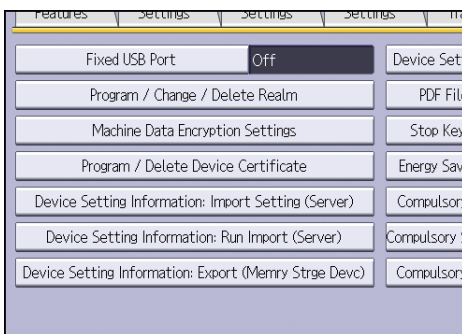 Features Settings Settings Settings
Fixed USB Port Off Device Set
Program / Change / Delete Realm PDF Fil
Machine Data Encryption Settings Stop Key
Program / Delete Device Certificate Energy Sav
Device Setting Information: Import Setting (Server) Compulsor
Device Setting Information: Run Import (Server) Compulsory
Device Setting Information: Export (Memry Strge Devc) Compulsory